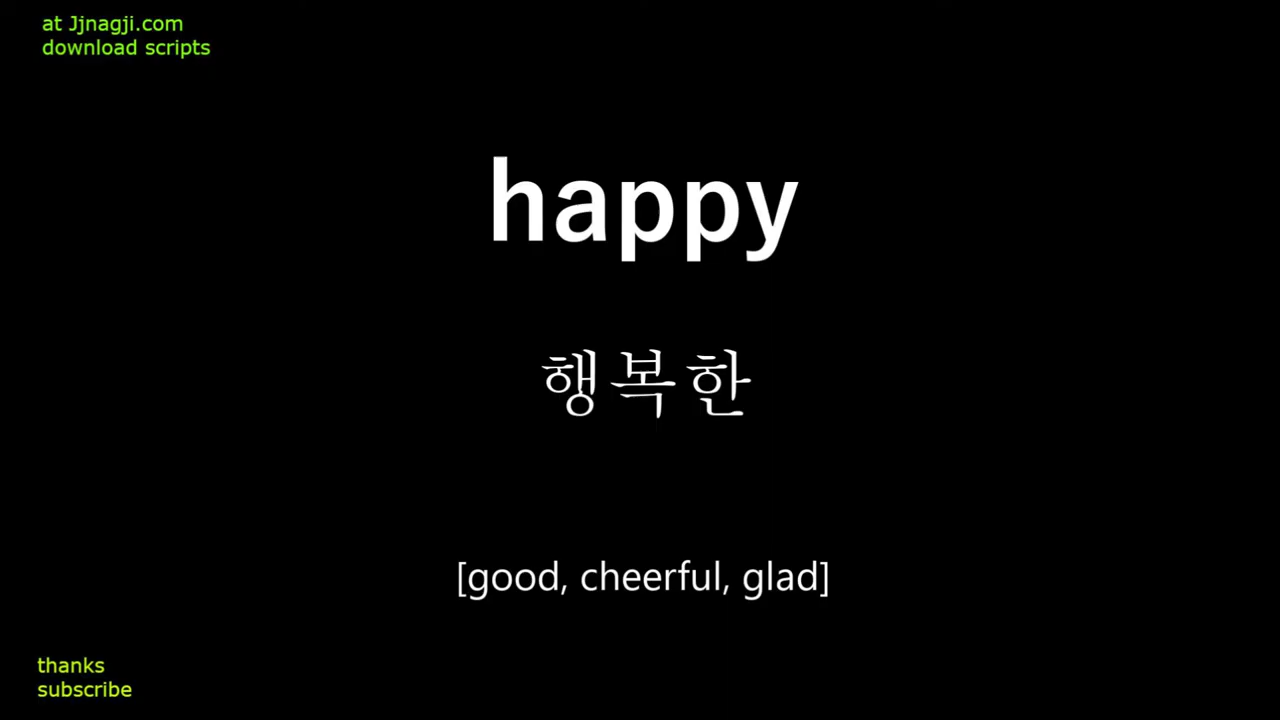 at Jjnagji.com
download scripts
happy
행복한
[good, cheerful, glad]
thanks
subscribe